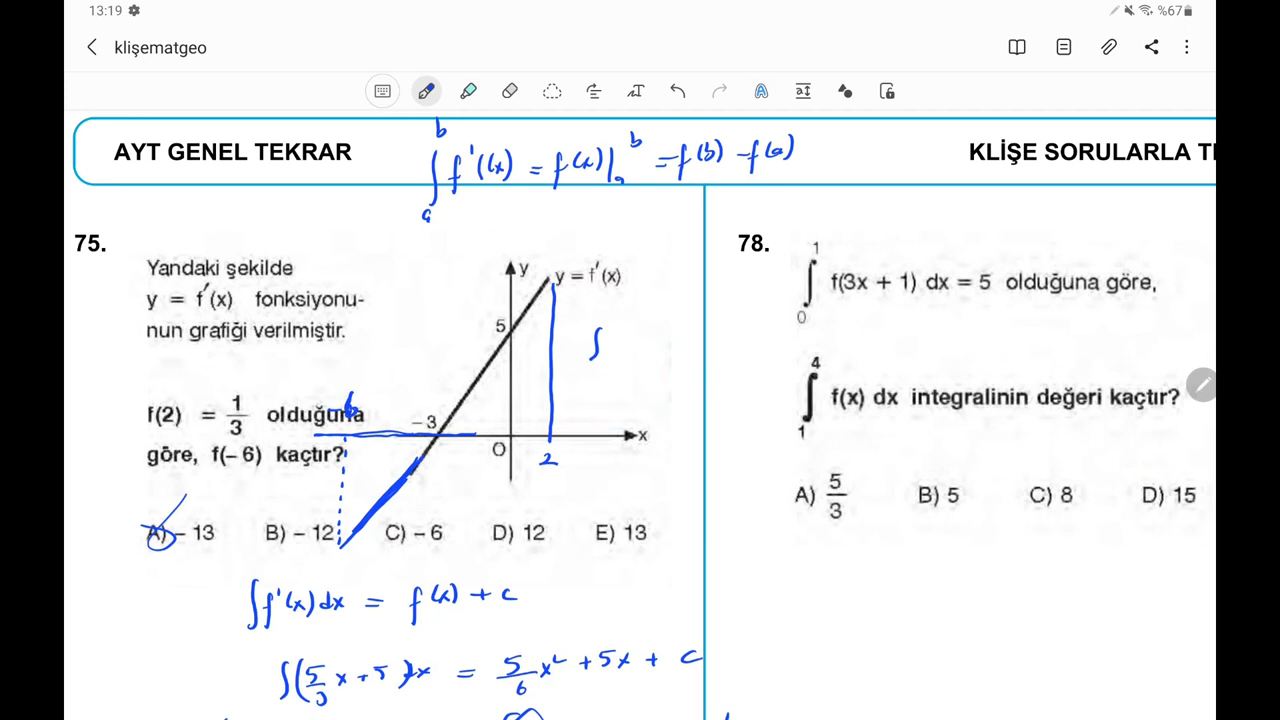 13:19 %67
klişematgeo
AYT GENEL TEKRAR
∫ₐᵇ f'(x) = f(x)|ₐᵇ = f(b) - f(a)
KLİŞE SORULARLA T
75.
Yandaki şekilde
y = f'(x) fonksiyonu-
nun grafiği verilmiştir.
f(2) = 1/3 olduğuna
göre, f(– 6) kaçtır?
y
y = f'(x)
5
∫
-6
– 3
O
x
2
A) – 13 B) – 12 C) – 6 D) 12 E) 13
∫f'(x)dx = f(x) + c
∫(5/3 x + 5)dx = 5/6 x² + 5x + c
78.
∫₀¹ f(3x + 1) dx = 5 olduğuna göre,
∫₁⁴ f(x) dx integralinin değeri kaçtır?
A) 5/3 B) 5 C) 8 D) 15